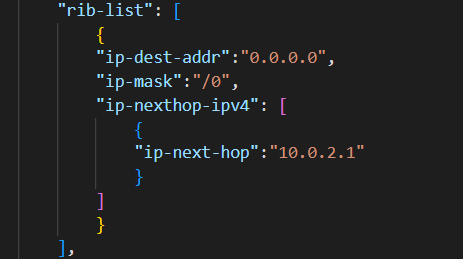 "rib-list": [
{
"ip-dest-addr":"0.0.0.0",
"ip-mask":"/0",
"ip-nexthop-ipv4": [
{
"ip-next-hop":"10.0.2.1"
}
]
}
],